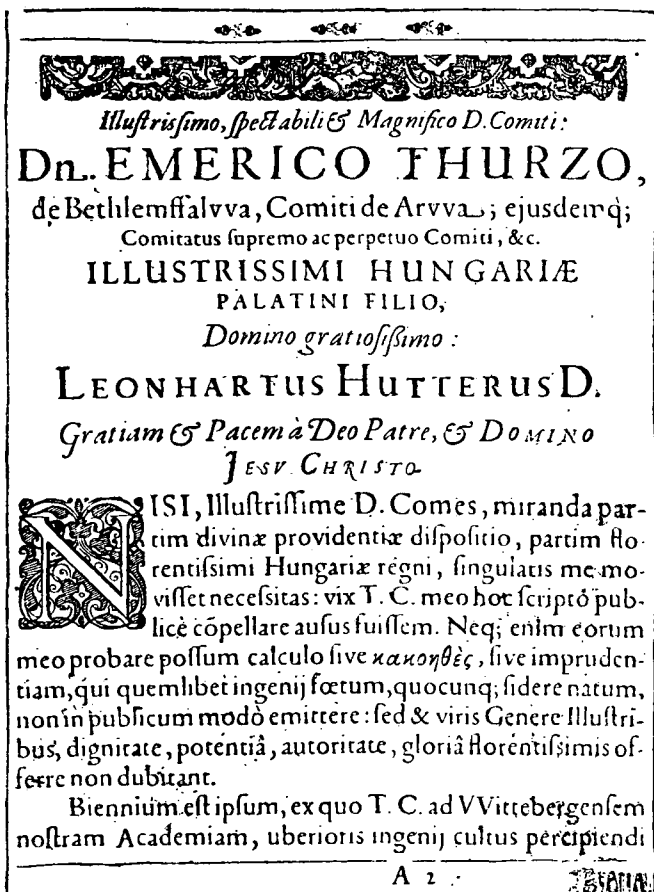 Illustrissimo, spectabili & Magnifico D. Comiti:
Dn. EMERICO THURZO,
de Bethlemffalvva, Comiti de Arvva; ejusdemq;
Comitatus supremo ac perpetuo Comiti, &c.
ILLUSTRISSIMI HUNGARIÆ
PALATINI FILIO,
Domino gratiosissimo:
LEONHARTUS HUTTERUS D.
Gratiam & Pacem à Deo Patre, & DOMINO
JESV CHRISTO.
NISI, Illustrissime D. Comes, miranda par-
tim divinæ providentiæ dispositio, partim flo-
rentissimi Hungariæ regni, singularis me mo-
visset necessitas: vix T. C. meo hoc scriptò pub-
licè cõpellare ausus fuissem. Neq; enim eorum
meo probare possum calculo sive κακοηθὲς, sive impruden-
tiam, qui quemlibet ingenij fœtum, quocunq; sidere natum,
non in publicum modò emittere: sed & viris Genere Illustri-
bus, dignitate, potentiâ, autoritate, gloriâ florentissimis of-
ferre non dubitant.
Biennium est ipsum, ex quo T. C. ad VVittebergensem
nostram Academiam, uberioris ingenij cultus percipiendi
A 2
gratia